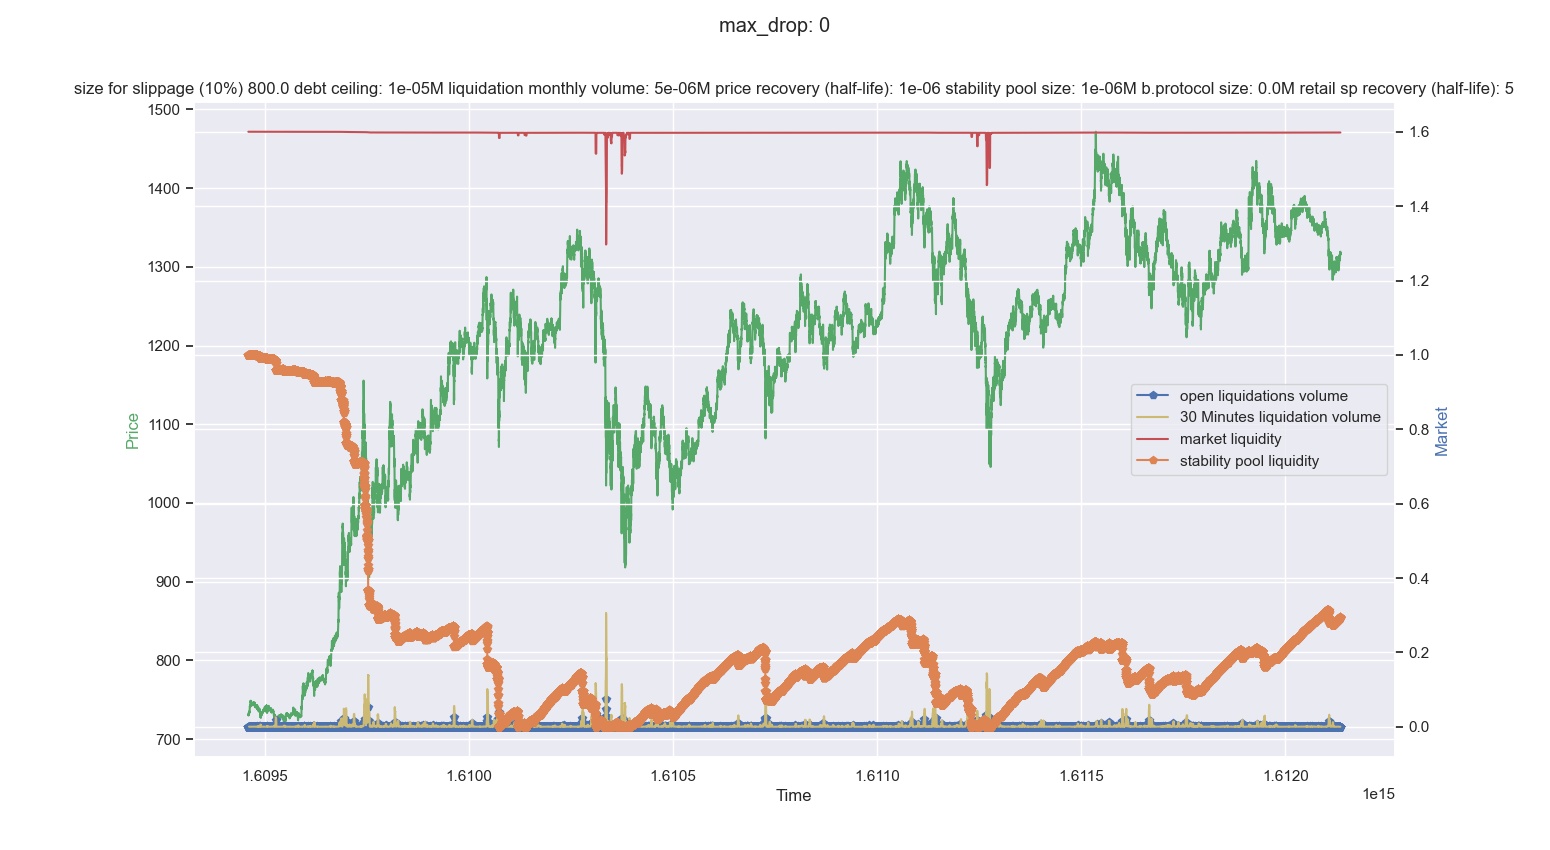 max_drop: 0
size for slippage (10%) 800.0 debt ceiling: 1e-05M liquidation monthly volume: 5e-06M price recovery (half-life): 1e-06 stability pool size: 1e-06M b.protocol size: 0.0M retail sp recovery (half-life): 5
1500
1400
1300
1200
1100
1000
900
800
700
Price
1.6
1.4
1.2
1.0
0.8
0.6
0.4
0.2
0.0
Market
open liquidations volume
30 Minutes liquidation volume
market liquidity
stability pool liquidity
1.6095 1.6100 1.6105 1.6110 1.6115 1.6120
Time
1e15